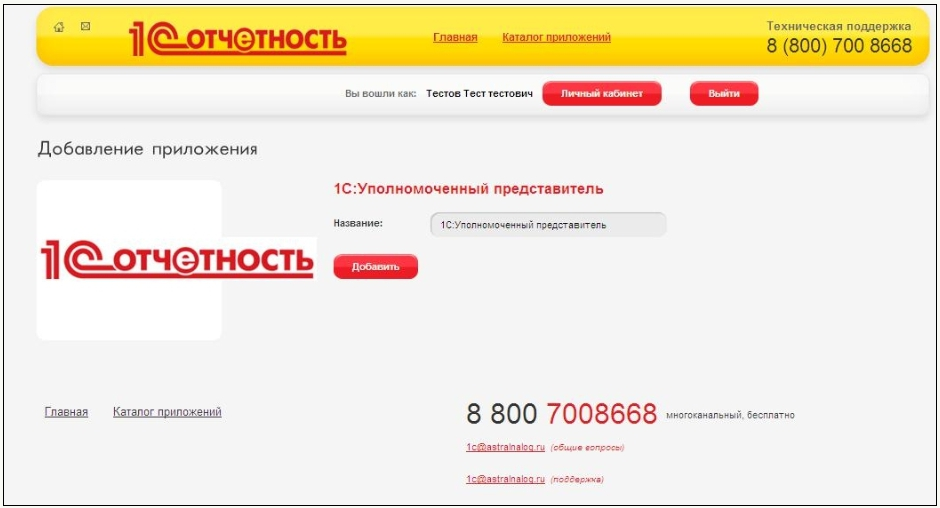 1С-ОТЧЕТНОСТЬ
Главная Каталог приложений
Техническая поддержка
8 (800) 700 8668
Вы вошли как: Тестов Тест тестович Личный кабинет Выйти
Добавление приложения
1С:Уполномоченный представитель
Название: 1С:Уполномоченный представитель
1С-ОТЧЕТНОСТЬ
Добавить
Главная Каталог приложений
8 800 7008668 многоканальный, бесплатно
1c@astralnalog.ru (общие вопросы)
1c@astralnalog.ru (поддержка)